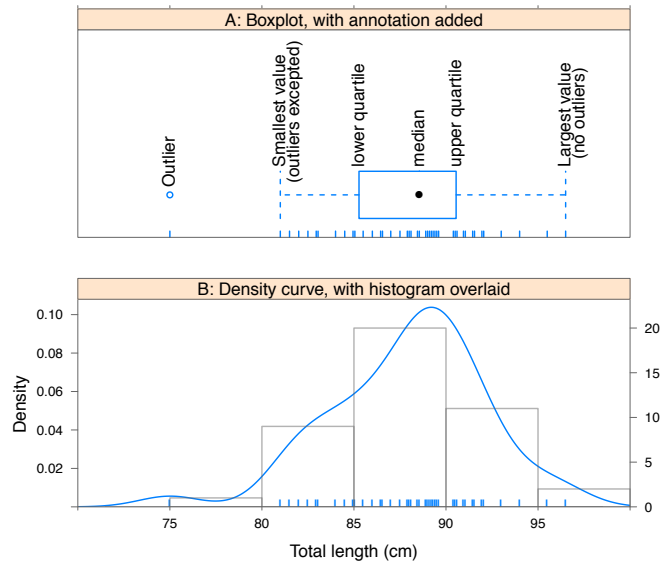 A: Boxplot, with annotation added
Outlier
Smallest value
(outliers excepted)
lower quartile
median
upper quartile
Largest value
(no outliers)
B: Density curve, with histogram overlaid
Density
0.02
0.04
0.06
0.08
0.10
0
5
10
15
20
75
80
85
90
95
Total length (cm)